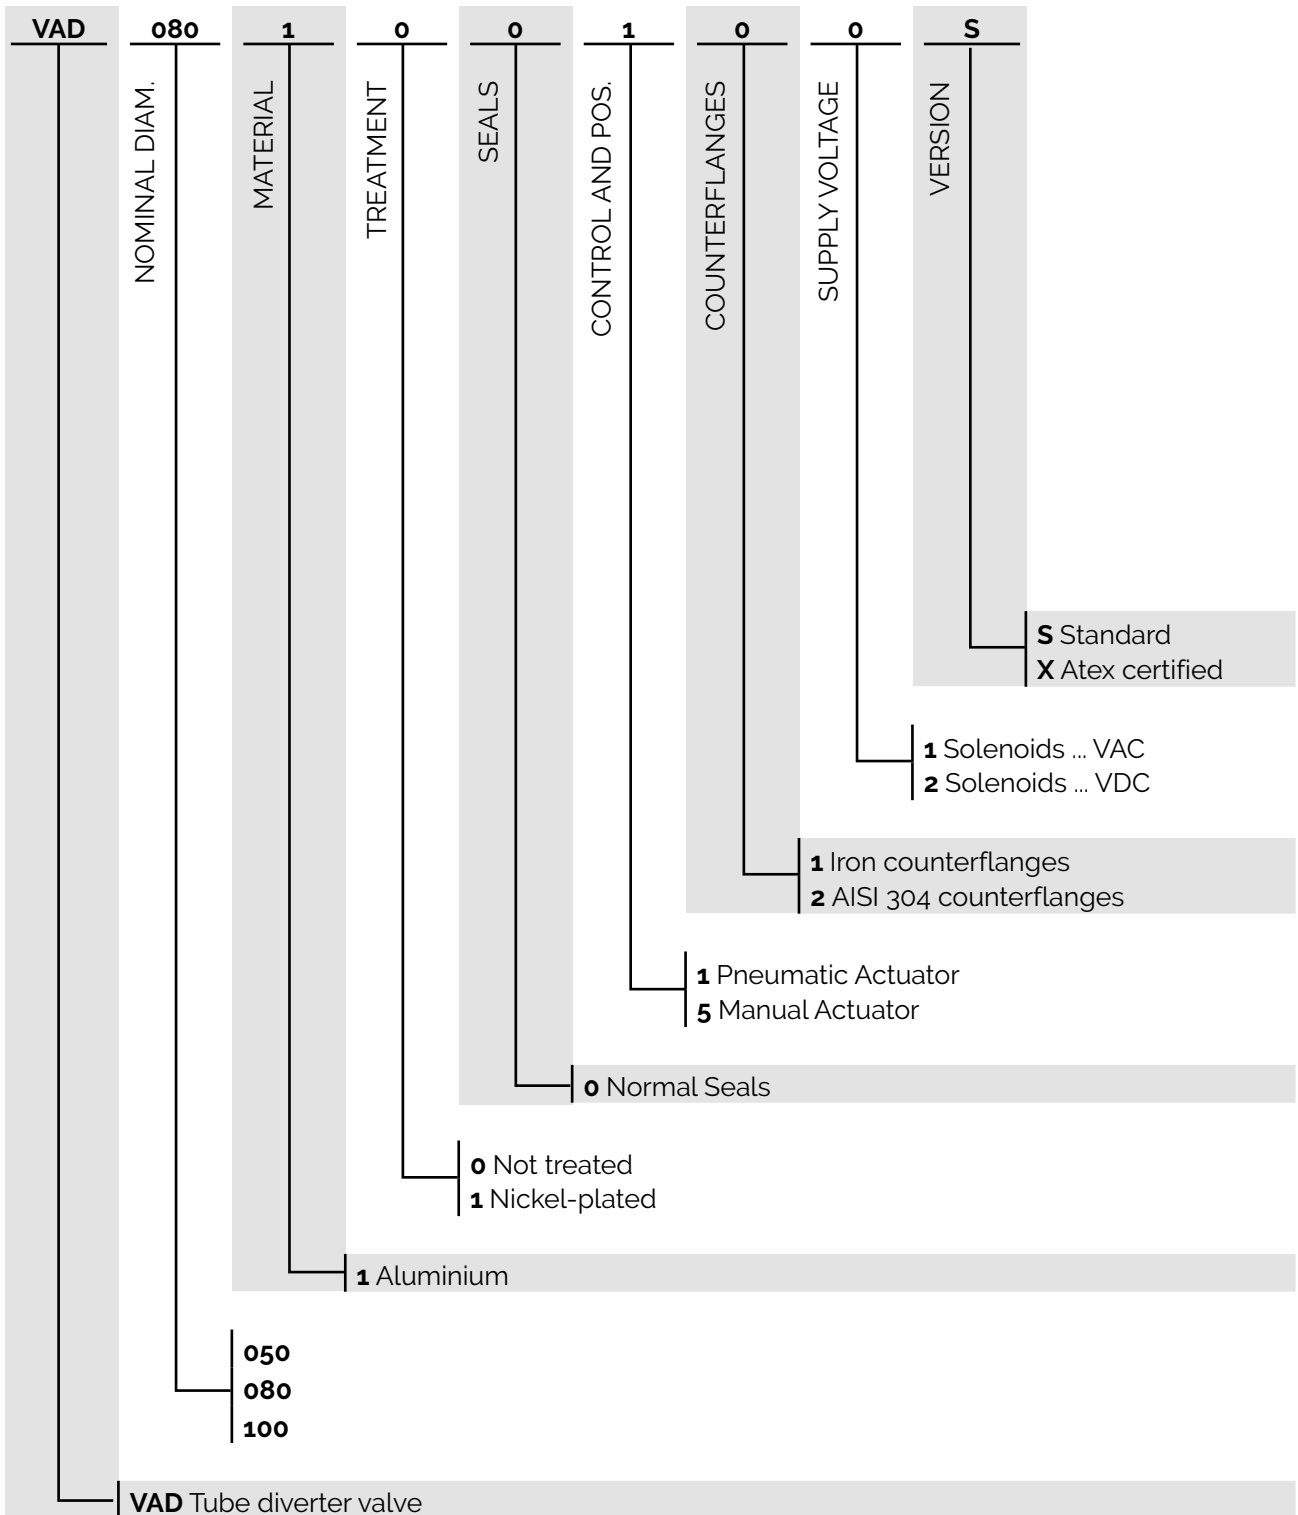 VAD 080 1 0 0 1 0 0 S
NOMINAL DIAM.
MATERIAL
TREATMENT
SEALS
CONTROL AND POS.
COUNTERFLANGES
SUPPLY VOLTAGE
VERSION
S Standard
X Atex certified
1 Solenoids ... VAC
2 Solenoids ... VDC
1 Iron counterflanges
2 AISI 304 counterflanges
1 Pneumatic Actuator
5 Manual Actuator
0 Normal Seals
0 Not treated
1 Nickel-plated
1 Aluminium
050
080
100
VAD Tube diverter valve